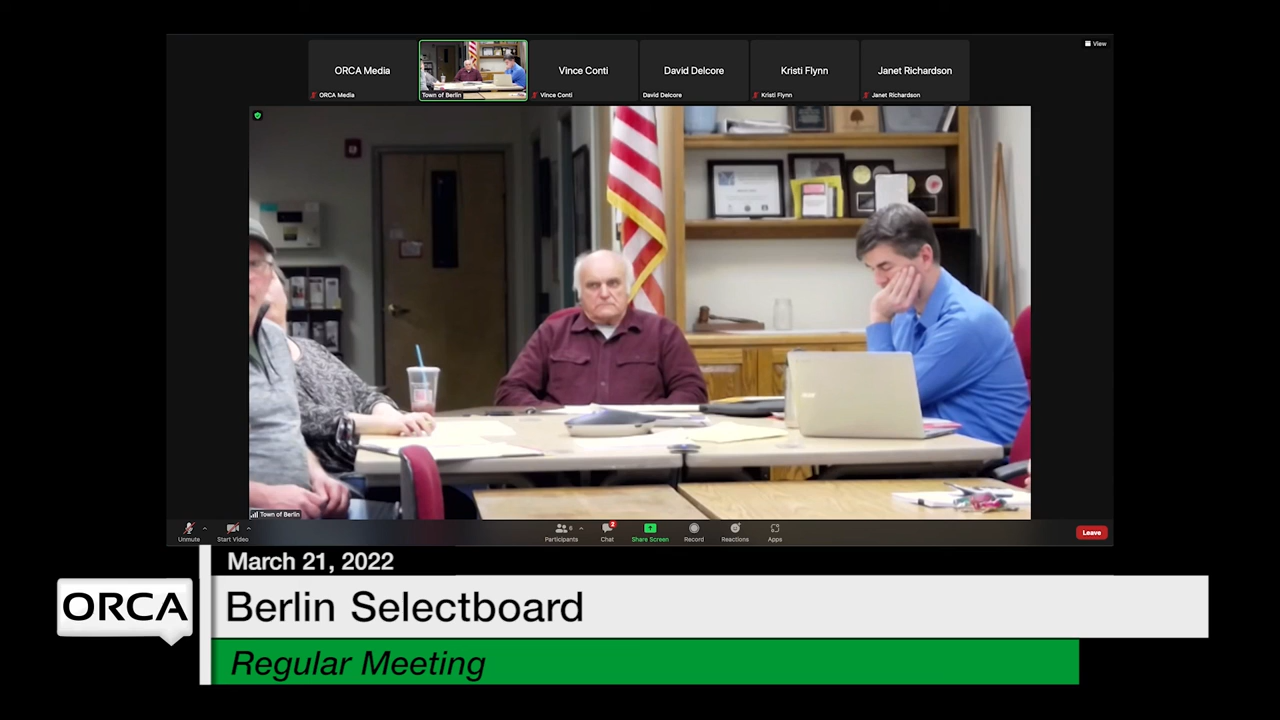 View
ORCA Media
Vince Conti
David Delcore
Kristi Flynn
Janet Richardson
ORCA Media
Town of Berlin
Vince Conti
David Delcore
Kristi Flynn
Janet Richardson
Town of Berlin
Unmute
Start Video
Participants
6
Chat
2
Share Screen
Record
Reactions
Apps
Leave
March 21, 2022
ORCA
Berlin Selectboard
Regular Meeting